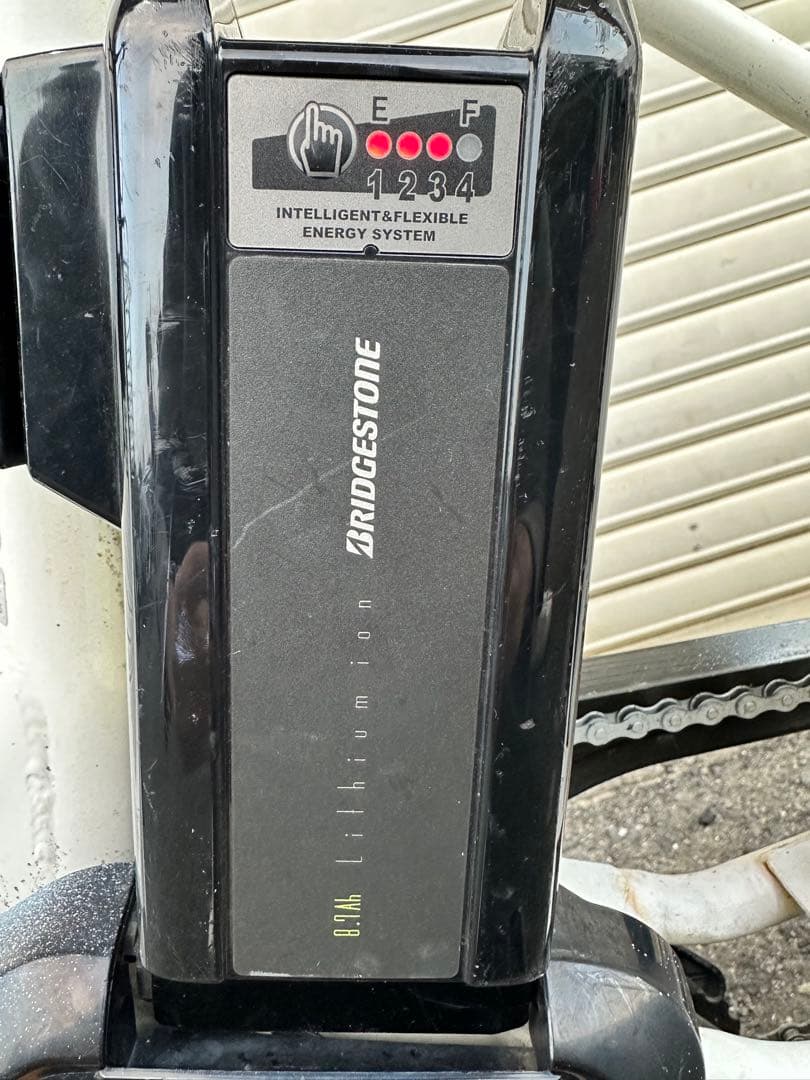 E F
1 2 3 4
INTELLIGENT&FLEXIBLE
ENERGY SYSTEM
BRIDGESTONE
Lithium ion
8.7Ah